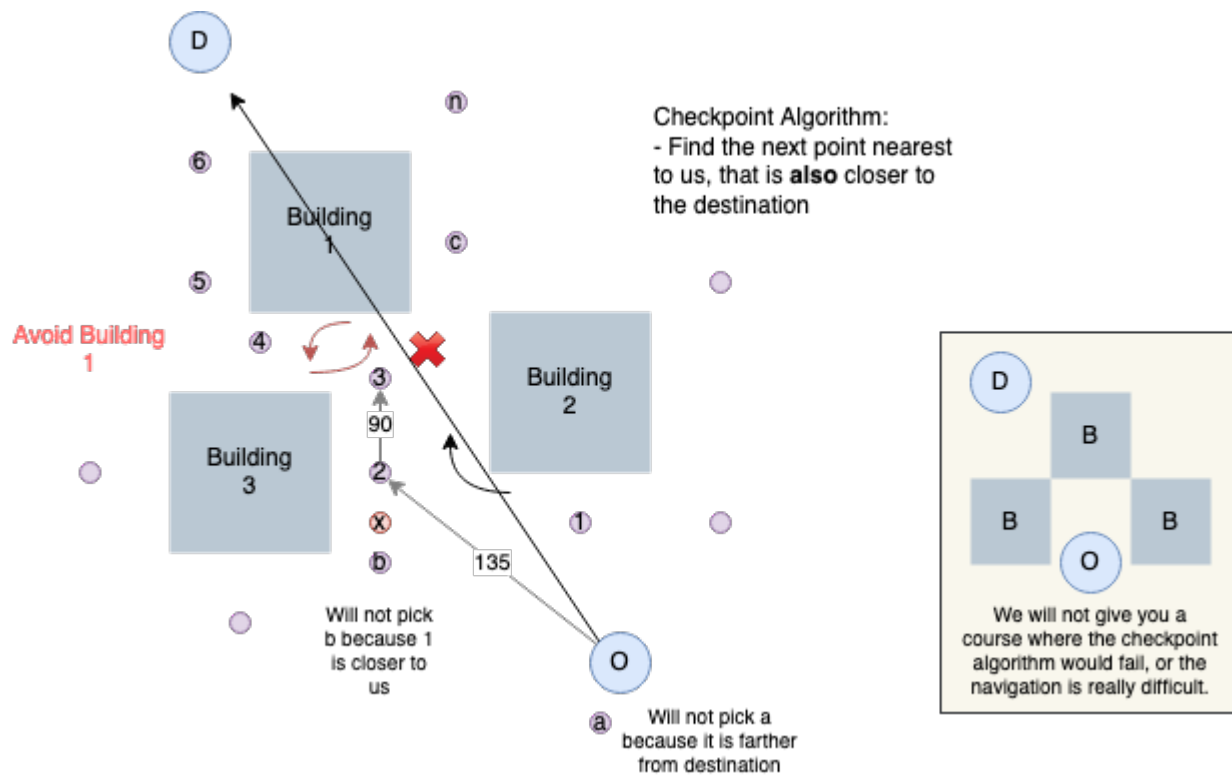 D
n
Checkpoint Algorithm:
- Find the next point nearest
to us, that is also closer to
the destination
6
Building
1
c
5
Avoid Building
1
4
3
Building
2
90
Building
3
2
x
1
b
135
Will not pick
b because 1
is closer to
us
O
a
Will not pick a
because it is farther
from destination
D
B
B
B
O
We will not give you a
course where the checkpoint
algorithm would fail, or the
navigation is really difficult.